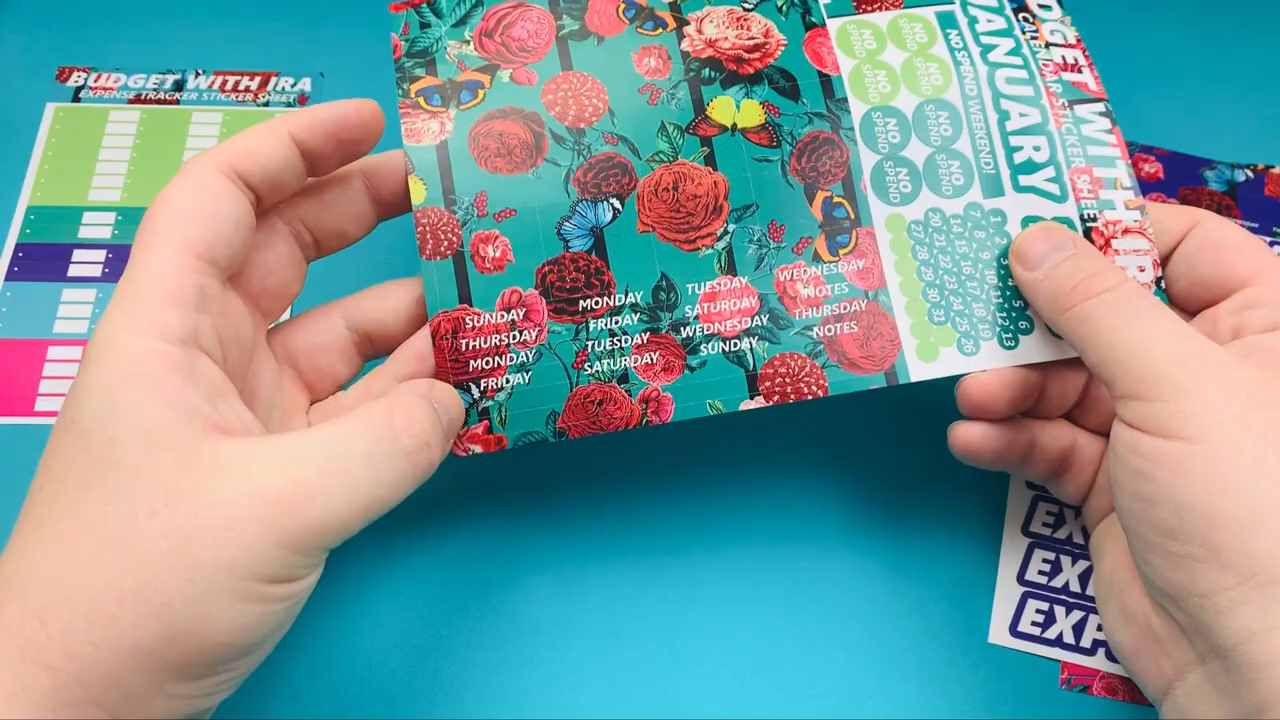 BUDGET WITH IRA
EXPENSE TRACKER STICKER SHEET
SUNDAY
THURSDAY
MONDAY
FRIDAY
MONDAY
FRIDAY
TUESDAY
SATURDAY
TUESDAY
SATURDAY
WEDNESDAY
SUNDAY
WEDNESDAY
NOTES
THURSDAY
NOTES
NO SPEND
NO SPEND
NO SPEND
NO SPEND
NO SPEND
NO SPEND
NO SPEND
NO SPEND
NO SPEND WEEKEND!
JANUARY
CALENDAR STICKER SHEET
WITH
1 2 3 4 5 6
7 8 9 10 11 12 13
14 15 16 17 18 19
20 21 22 23 24 25 26
27 28 29 30 31